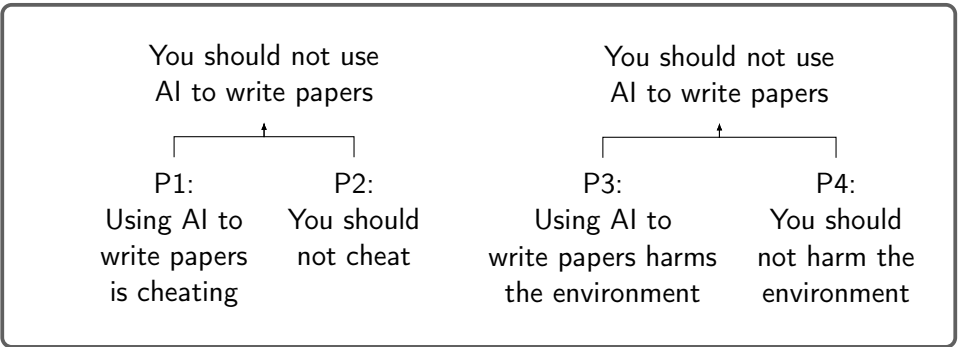 You should not use
AI to write papers
P1:
Using AI to
write papers
is cheating
P2:
You should
not cheat
You should not use
AI to write papers
P3:
Using AI to
write papers harms
the environment
P4:
You should
not harm the
environment